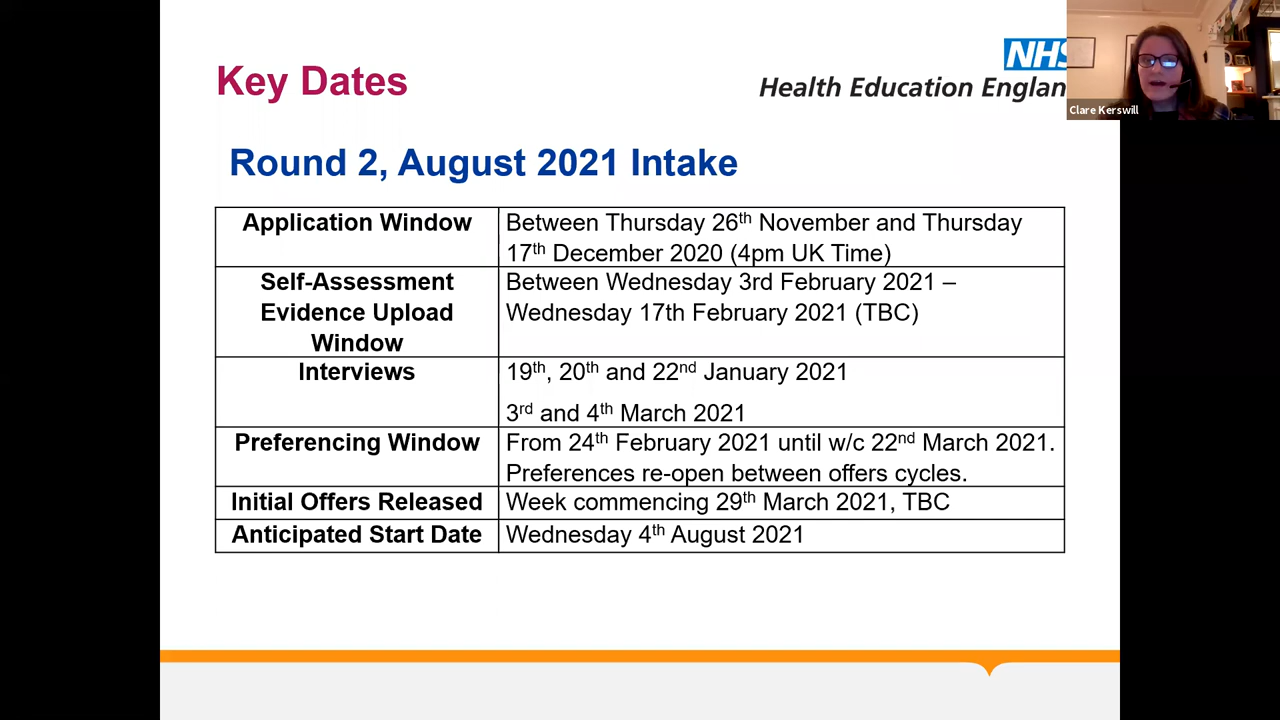 Key Dates
NHS
Health Education Englan
Clare Kerswill
Round 2, August 2021 Intake
Application Window
Between Thursday 26th November and Thursday
17th December 2020 (4pm UK Time)
Self-Assessment
Evidence Upload
Window
Between Wednesday 3rd February 2021 –
Wednesday 17th February 2021 (TBC)
Interviews
19th, 20th and 22nd January 2021
3rd and 4th March 2021
Preferencing Window
From 24th February 2021 until w/c 22nd March 2021.
Preferences re-open between offers cycles.
Initial Offers Released
Week commencing 29th March 2021, TBC
Anticipated Start Date
Wednesday 4th August 2021